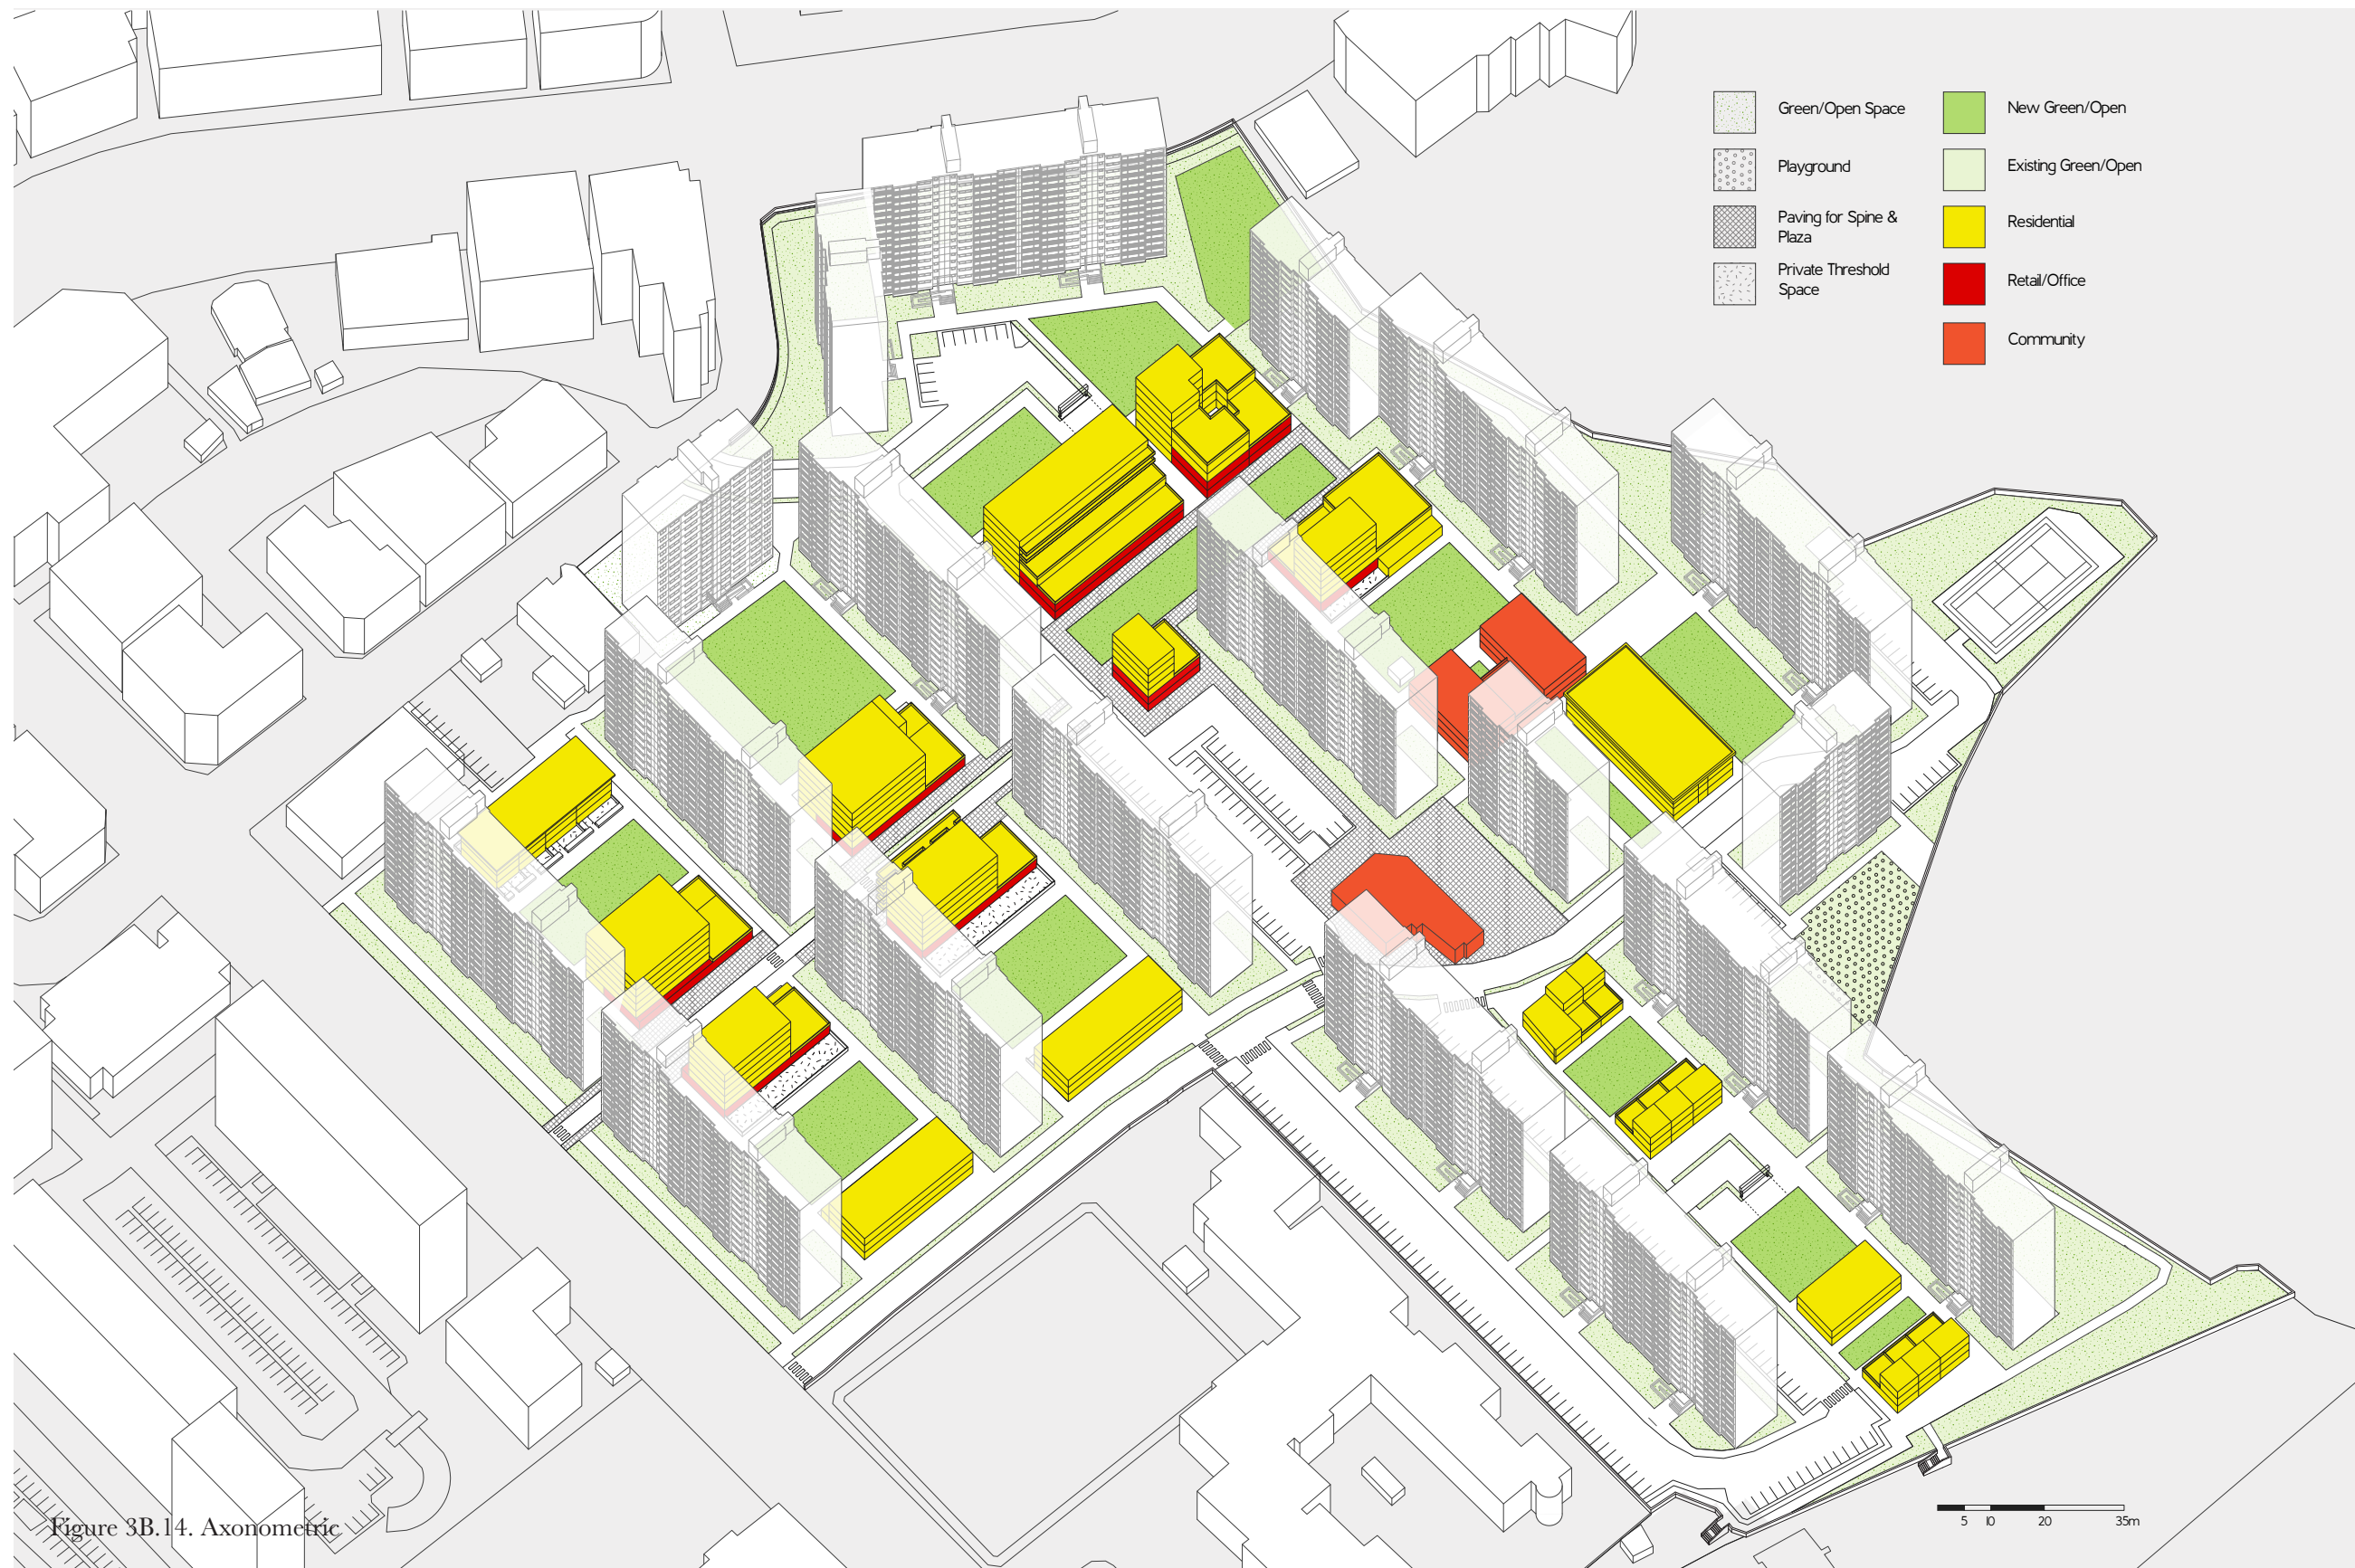 Green/Open Space
New Green/Open
Playground
Existing Green/Open
Paving for Spine &
Plaza
Residential
Private Threshold
Space
Retail/Office
Community
5 10 20 35m
Figure 3B.14. Axonometric